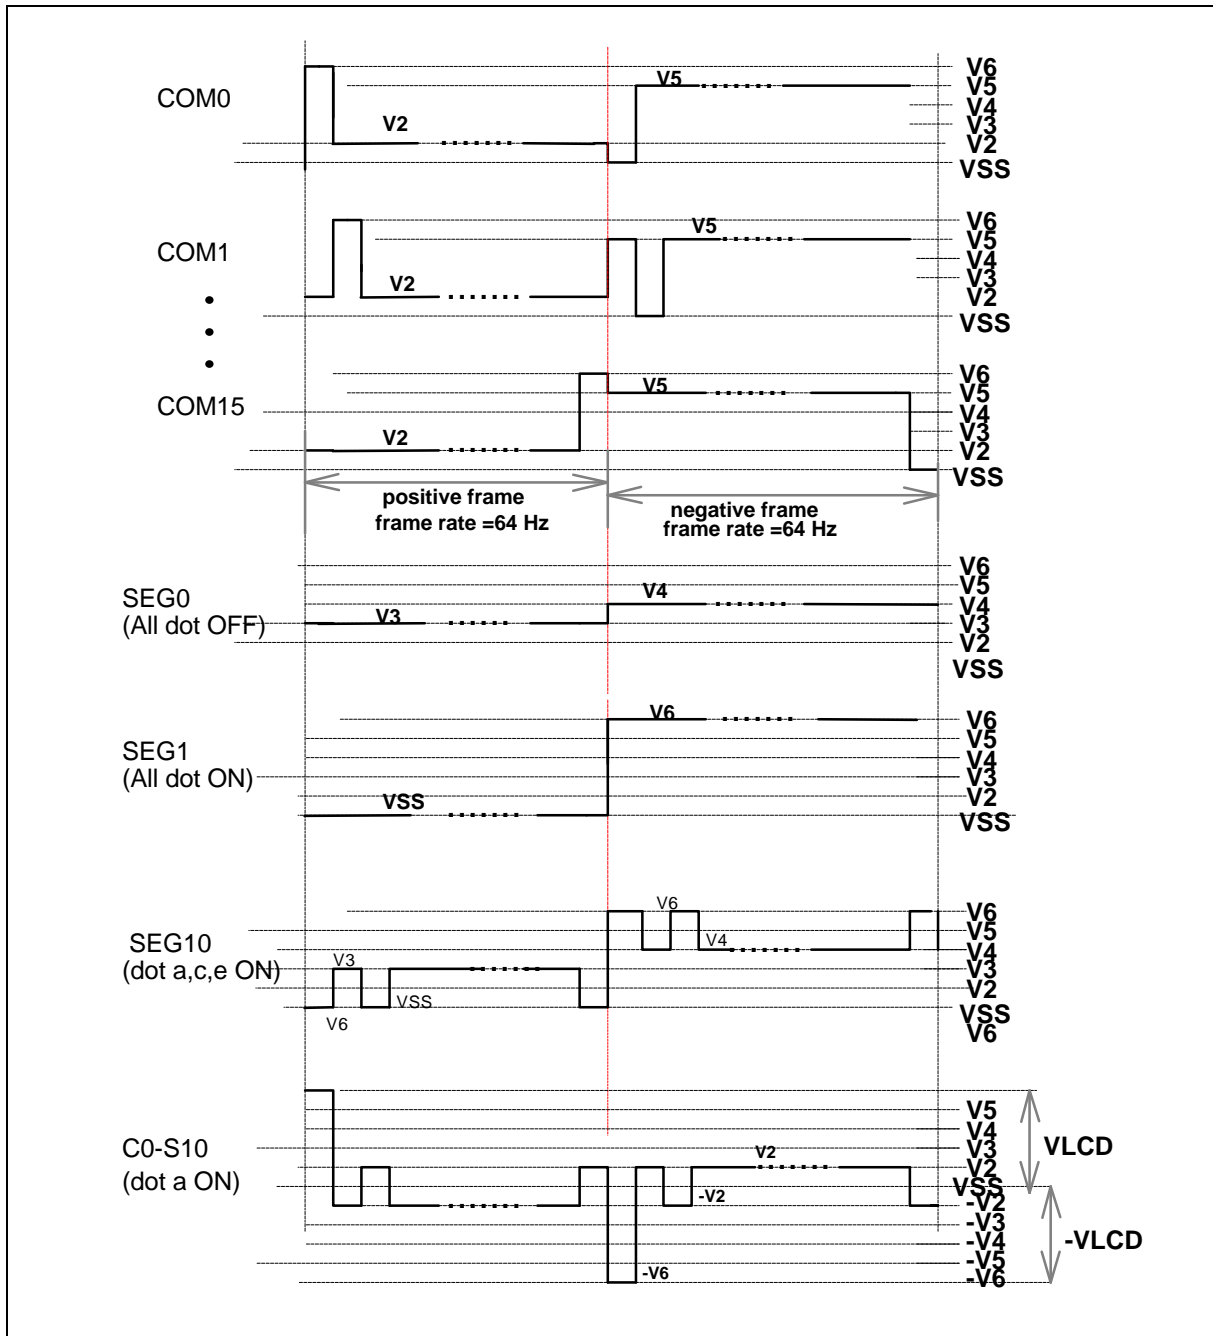 COM0
V2
V5
V6
V5
V4
V3
V2
VSS
COM1
V2
V5
V6
V5
V4
V3
V2
VSS
COM15
V2
V5
V6
V5
V4
V3
V2
VSS
positive frame
frame rate =64 Hz
negative frame
frame rate =64 Hz
SEG0
(All dot OFF)
V3
V4
V6
V5
V4
V3
V2
VSS
SEG1
(All dot ON)
VSS
V6
V6
V5
V4
V3
V2
VSS
SEG10
(dot a,c,e ON)
V3
VSS
V6
V6
V4
V6
V5
V4
V3
V2
VSS
V6
C0-S10
(dot a ON)
V2
-V2
-V6
V5
V4
V3
V2
VSS
-V2
-V3
-V4
-V5
-V6
VLCD
-VLCD